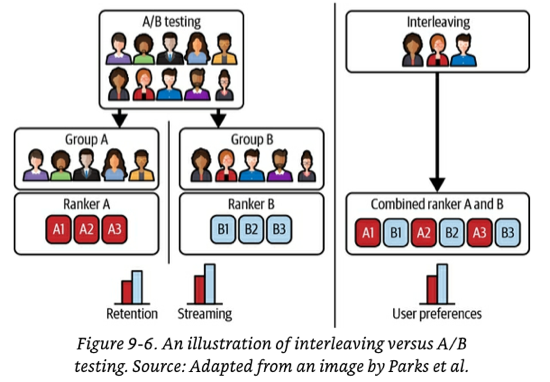 A/B testing
Interleaving
Group A
Group B
Ranker A
A1 A2 A3
Ranker B
B1 B2 B3
Combined ranker A and B
A1 B1 A2 B2 A3 B3
Retention
Streaming
User preferences
Figure 9-6. An illustration of interleaving versus A/B
testing. Source: Adapted from an image by Parks et al.